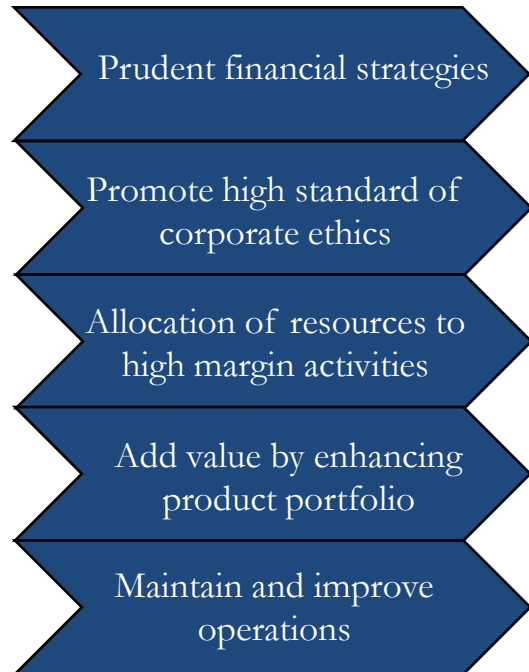 Prudent financial strategies
Promote high standard of
corporate ethics
Allocation of resources to
high margin activities
Add value by enhancing
product portfolio
Maintain and improve
operations